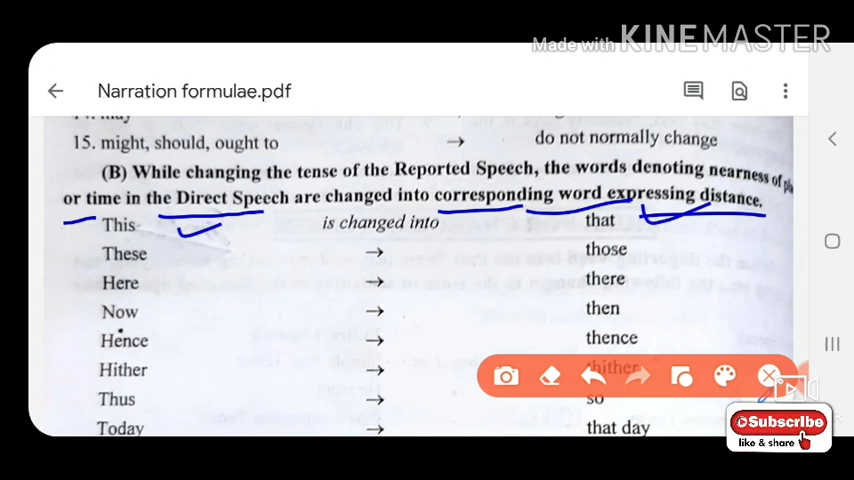 Made with KINEMASTER
Narration formulae.pdf
15. might, should, ought to → do not normally change
(B) While changing the tense of the Reported Speech, the words denoting nearness of
or time in the Direct Speech are changed into corresponding word expressing distance.
This is changed into that
These → those
Here → there
Now → then
Hence → thence
Hither → thither
Thus → so
Today → that day
Subscribe
like & share